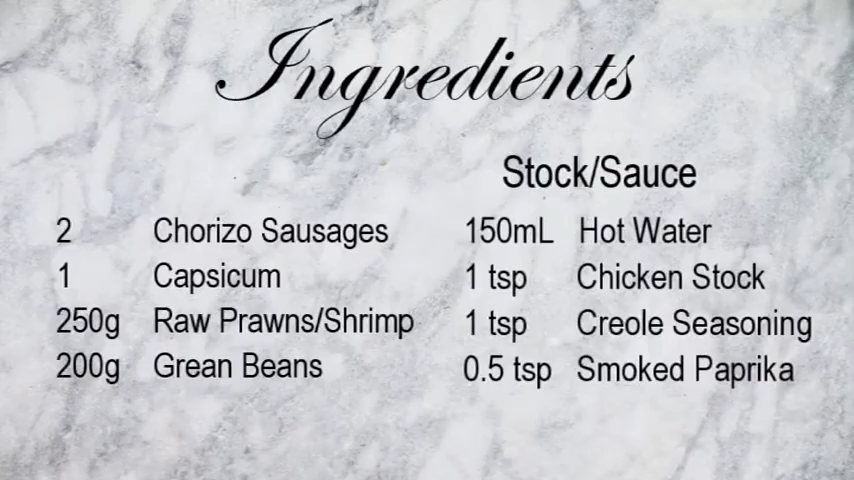 Ingredients
Stock/Sauce
2 Chorizo Sausages
1 Capsicum
250g Raw Prawns/Shrimp
200g Grean Beans
150mL Hot Water
1 tsp Chicken Stock
1 tsp Creole Seasoning
0.5 tsp Smoked Paprika